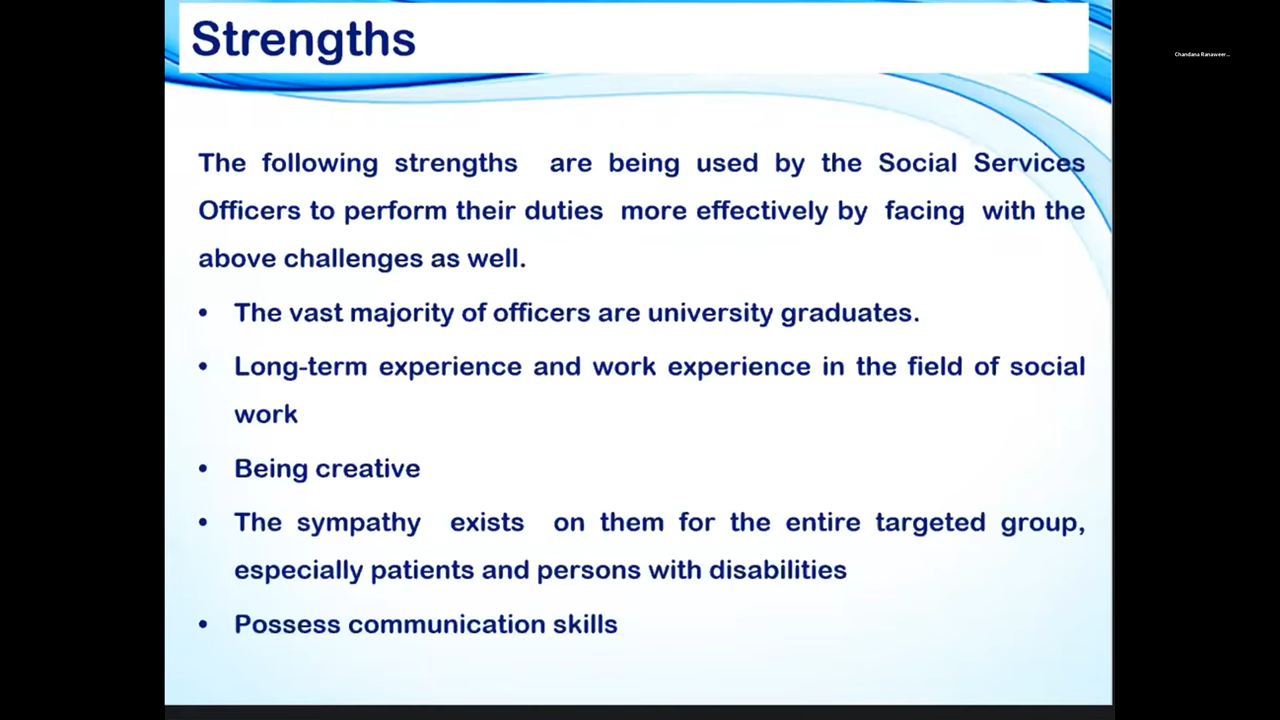 Strengths
Chandana Ranaweer...
The following strengths are being used by the Social Services
Officers to perform their duties more effectively by facing with the
above challenges as well.
• The vast majority of officers are university graduates.
• Long-term experience and work experience in the field of social
work
• Being creative
• The sympathy exists on them for the entire targeted group,
especially patients and persons with disabilities
• Possess communication skills